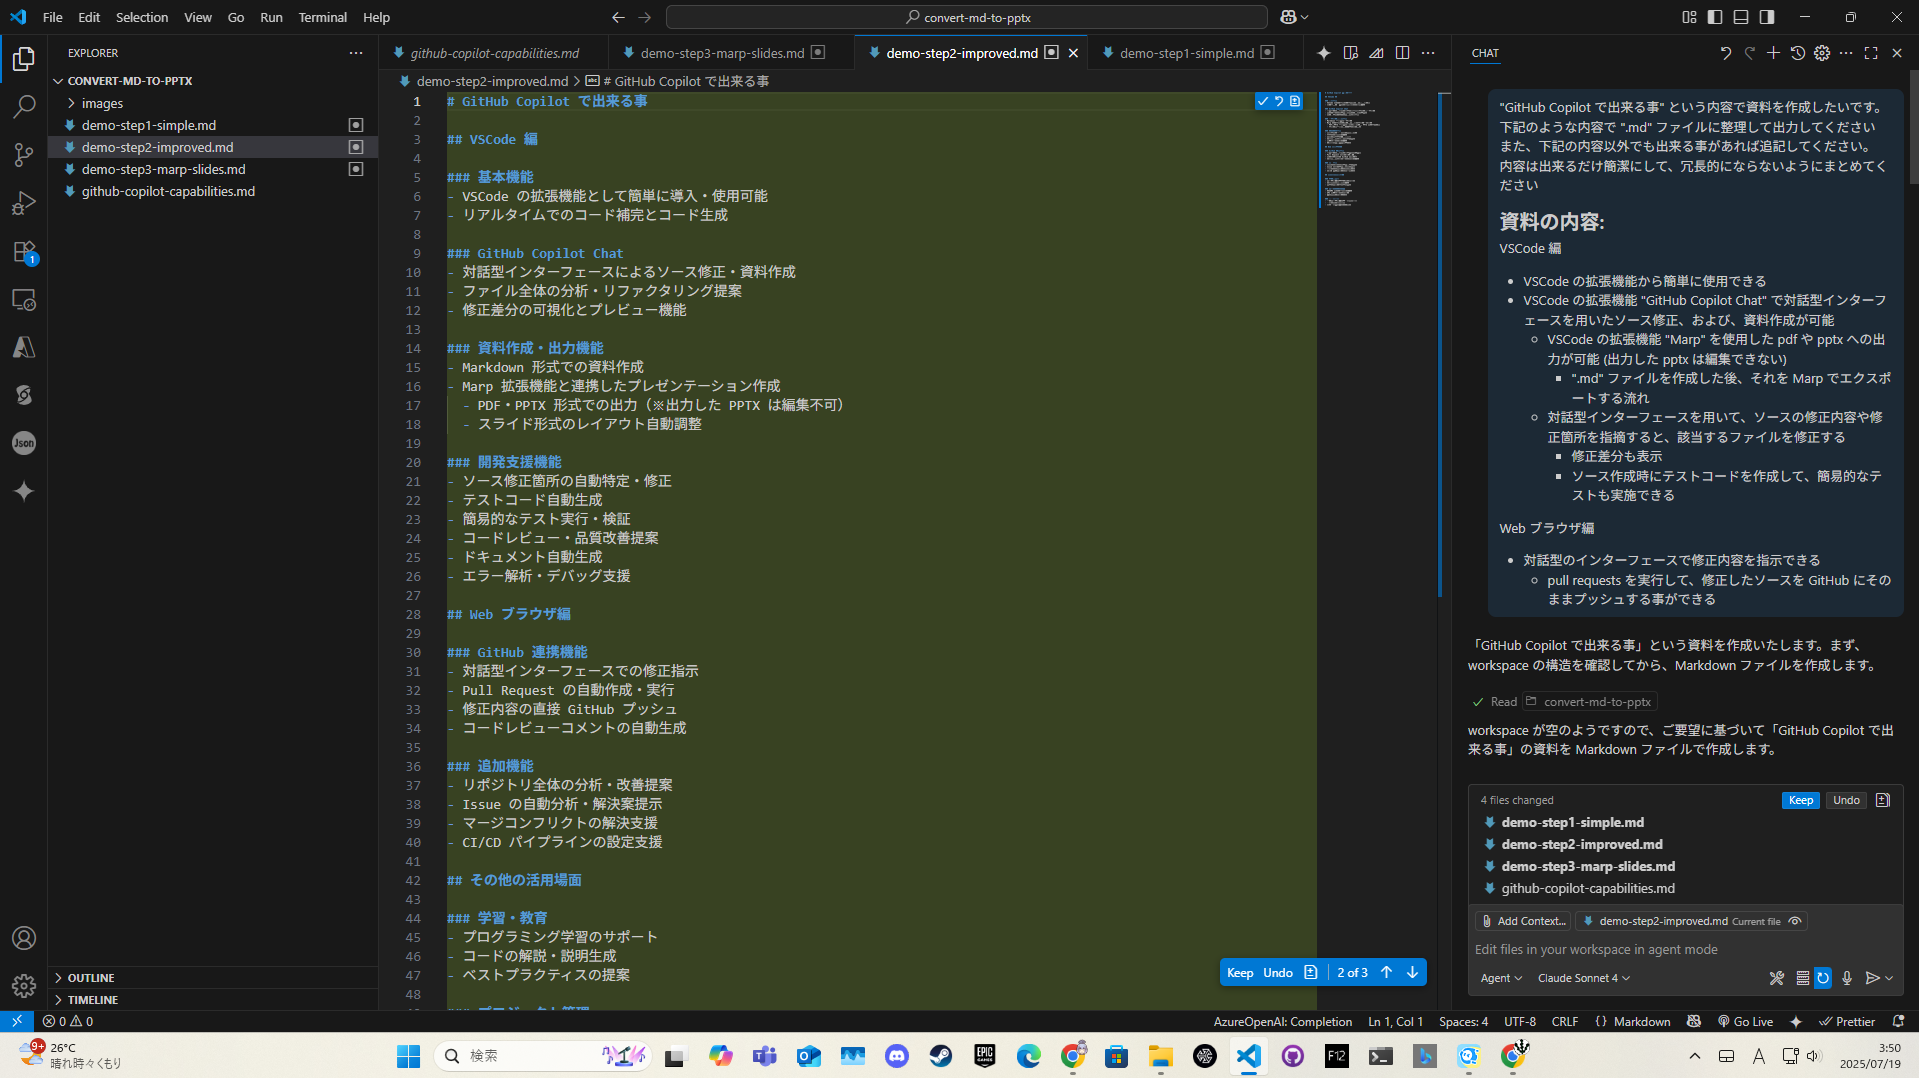 File Edit Selection View Go Run Terminal Help
convert-md-to-pptx
EXPLORER
CONVERT-MD-TO-PPTX
images
demo-step1-simple.md
demo-step2-improved.md
demo-step3-marp-slides.md
github-copilot-capabilities.md
OUTLINE
TIMELINE
github-copilot-capabilities.md demo-step3-marp-slides.md demo-step2-improved.md demo-step1-simple.md
demo-step2-improved.md > # GitHub Copilot で出来る事
1 # GitHub Copilot で出来る事
2
3 ## VSCode 編
4
5 ### 基本機能
6 - VSCode の拡張機能として簡単に導入・使用可能
7 - リアルタイムでのコード補完とコード生成
8
9 ### GitHub Copilot Chat
10 - 対話型インターフェースによるソース修正・資料作成
11 - ファイル全体の分析・リファクタリング提案
12 - 修正差分の可視化とプレビュー機能
13
14 ### 資料作成・出力機能
15 - Markdown 形式での資料作成
16 - Marp 拡張機能と連携したプレゼンテーション作成
17 - PDF・PPTX 形式での出力（※出力した PPTX は編集不可）
18 - スライド形式のレイアウト自動調整
19
20 ### 開発支援機能
21 - ソース修正箇所の自動特定・修正
22 - テストコード自動生成
23 - 簡易的なテスト実行・検証
24 - コードレビュー・品質改善提案
25 - ドキュメント自動生成
26 - エラー解析・デバッグ支援
27
28 ## Web ブラウザ編
29
30 ### GitHub 連携機能
31 - 対話型インターフェースでの修正指示
32 - Pull Request の自動作成・実行
33 - 修正内容の直接 GitHub プッシュ
34 - コードレビューコメントの自動生成
35
36 ### 追加機能
37 - リポジトリ全体の分析・改善提案
38 - Issue の自動分析・解決案提示
39 - マージコンフリクトの解決支援
40 - CI/CD パイプラインの設定支援
41
42 ## その他の活用場面
43
44 ### 学習・教育
45 - プログラミング学習のサポート
46 - コードの解説・説明生成
47 - ベストプラクティスの提案
48
Keep Undo 2 of 3
CHAT
"GitHub Copilot で出来る事" という内容で資料を作成したいです。
下記のような内容で ".md" ファイルに整理して出力してください
また、下記の内容以外でも出来る事があれば追記してください。
内容は出来るだけ簡潔にして、冗長的にならないようにまとめてく
ださい
資料の内容:
VSCode 編
• VSCode の拡張機能から簡単に使用できる
• VSCode の拡張機能 "GitHub Copilot Chat" で対話型インターフ
ェースを用いたソース修正、および、資料作成が可能
◦ VSCode の拡張機能 "Marp" を使用した pdf や pptx への出
力が可能 (出力した pptx は編集できない)
▪ ".md" ファイルを作成した後、それを Marp でエクスポ
ートする流れ
◦ 対話型インターフェースを用いて、ソースの修正内容や修
正箇所を指摘すると、該当するファイルを修正する
▪ 修正差分も表示
▪ ソース作成時にテストコードを作成して、簡易的なテ
ストも実施できる
Web ブラウザ編
• 対話型のインターフェースで修正内容を指示できる
◦ pull requests を実行して、修正したソースを GitHub にその
ままプッシュする事ができる
「GitHub Copilot で出来る事」という資料を作成いたします。まず、
workspace の構造を確認してから、Markdown ファイルを作成します。
Read convert-md-to-pptx
workspace が空のようですので、ご要望に基づいて「GitHub Copilot で出
来る事」の資料を Markdown ファイルで作成します。
4 files changed Keep Undo
demo-step1-simple.md
demo-step2-improved.md
demo-step3-marp-slides.md
github-copilot-capabilities.md
Add Context... demo-step2-improved.md Current file
Edit files in your workspace in agent mode
Agent Claude Sonnet 4
1
Json
0 0
AzureOpenAI: Completion Ln 1, Col 1 Spaces: 4 UTF-8 CRLF {} Markdown Go Live Prettier
9+
26°C
晴れ時々くもり
検索
EPIC GAMES
F12
A
3:50
2025/07/19